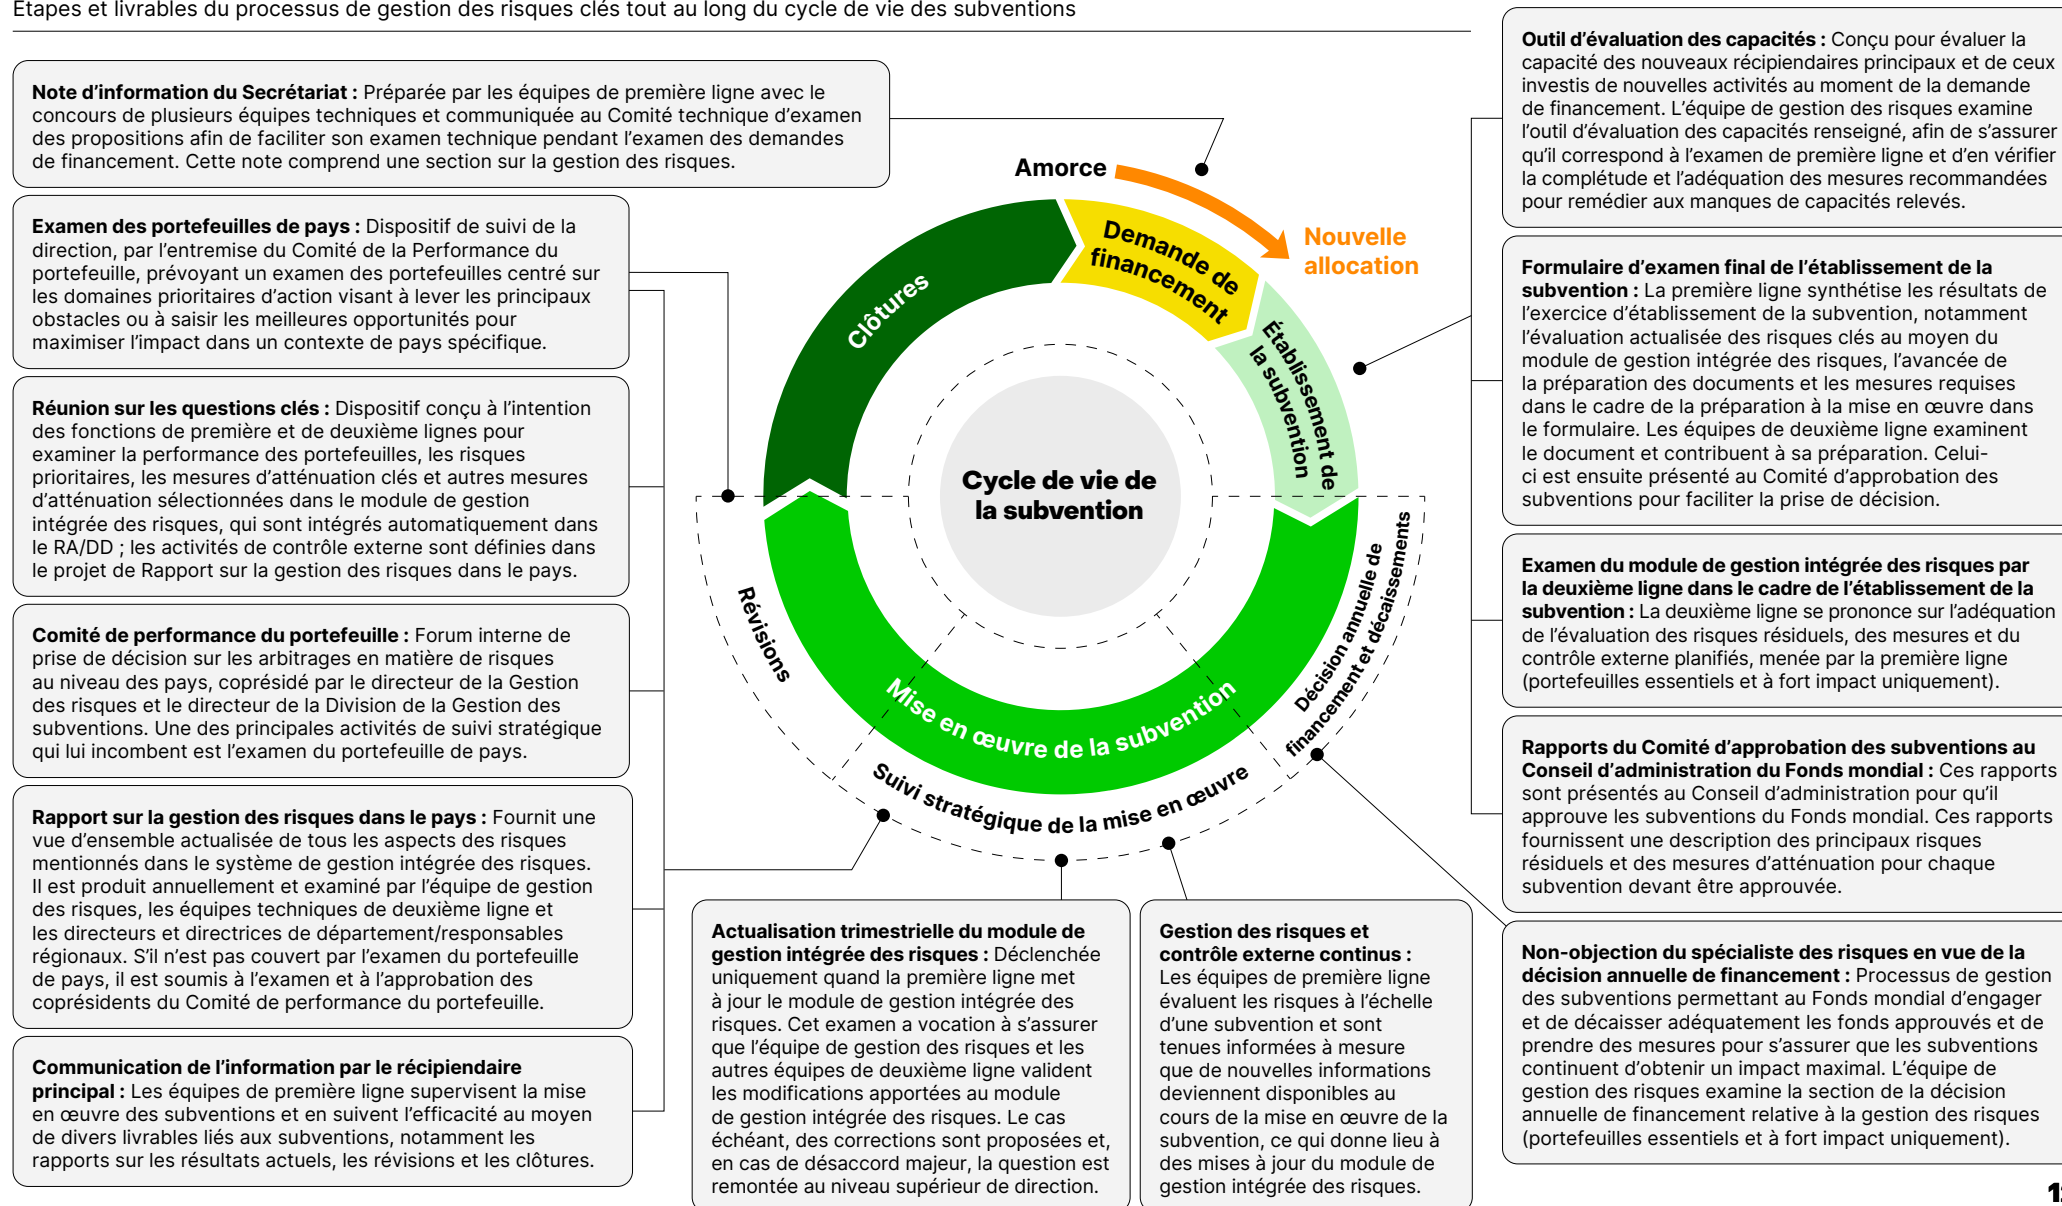 Étapes et livrables du processus de gestion des risques clés tout au long du cycle de vie des subventions
Note d’information du Secrétariat : Préparée par les équipes de première ligne avec le
concours de plusieurs équipes techniques et communiquée au Comité technique d’examen
des propositions afin de faciliter son examen technique pendant l’examen des demandes
de financement. Cette note comprend une section sur la gestion des risques.
Examen des portefeuilles de pays : Dispositif de suivi de la
direction, par l’entremise du Comité de la Performance du
portefeuille, prévoyant un examen des portefeuilles centré sur
les domaines prioritaires d’action visant à lever les principaux
obstacles ou à saisir les meilleures opportunités pour
maximiser l’impact dans un contexte de pays spécifique.
Réunion sur les questions clés : Dispositif conçu à l’intention
des fonctions de première et de deuxième lignes pour
examiner la performance des portefeuilles, les risques
prioritaires, les mesures d’atténuation clés et autres mesures
d’atténuation sélectionnées dans le module de gestion
intégrée des risques, qui sont intégrés automatiquement dans
le RA/DD ; les activités de contrôle externe sont définies dans
le projet de Rapport sur la gestion des risques dans le pays.
Comité de performance du portefeuille : Forum interne de
prise de décision sur les arbitrages en matière de risques
au niveau des pays, coprésidé par le directeur de la Gestion
des risques et le directeur de la Division de la Gestion des
subventions. Une des principales activités de suivi stratégique
qui lui incombent est l’examen du portefeuille de pays.
Rapport sur la gestion des risques dans le pays : Fournit une
vue d’ensemble actualisée de tous les aspects des risques
mentionnés dans le système de gestion intégrée des risques.
Il est produit annuellement et examiné par l’équipe de gestion
des risques, les équipes techniques de deuxième ligne et
les directeurs et directrices de département/responsables
régionaux. S’il n’est pas couvert par l’examen du portefeuille
de pays, il est soumis à l’examen et à l’approbation des
coprésidents du Comité de performance du portefeuille.
Communication de l’information par le récipiendaire
principal : Les équipes de première ligne supervisent la mise
en œuvre des subventions et en suivent l’efficacité au moyen
de divers livrables liés aux subventions, notamment les
rapports sur les résultats actuels, les révisions et les clôtures.
Amorce
Nouvelle
allocation
Demande de
financement
Établissement de
la subvention
Clôtures
Cycle de vie de
la subvention
Mise en œuvre de la subvention
Révisions
Suivi stratégique de la mise en œuvre
Décision annuelle de
financement et décaissements
Actualisation trimestrielle du module de
gestion intégrée des risques : Déclenchée
uniquement quand la première ligne met
à jour le module de gestion intégrée des
risques. Cet examen a vocation à s’assurer
que l’équipe de gestion des risques et les
autres équipes de deuxième ligne valident
les modifications apportées au module
de gestion intégrée des risques. Le cas
échéant, des corrections sont proposées et,
en cas de désaccord majeur, la question est
remontée au niveau supérieur de direction.
Gestion des risques et
contrôle externe continus :
Les équipes de première ligne
évaluent les risques à l’échelle
d’une subvention et sont
tenues informées à mesure
que de nouvelles informations
deviennent disponibles au
cours de la mise en œuvre de la
subvention, ce qui donne lieu à
des mises à jour du module de
gestion intégrée des risques.
Outil d’évaluation des capacités : Conçu pour évaluer la
capacité des nouveaux récipiendaires principaux et de ceux
investis de nouvelles activités au moment de la demande
de financement. L’équipe de gestion des risques examine
l’outil d’évaluation des capacités renseigné, afin de s’assurer
qu’il correspond à l’examen de première ligne et d’en vérifier
la complétude et l’adéquation des mesures recommandées
pour remédier aux manques de capacités relevés.
Formulaire d’examen final de l’établissement de la
subvention : La première ligne synthétise les résultats de
l’exercice d’établissement de la subvention, notamment
l’évaluation actualisée des risques clés au moyen du
module de gestion intégrée des risques, l’avancée de
la préparation des documents et les mesures requises
dans le cadre de la préparation à la mise en œuvre dans
le formulaire. Les équipes de deuxième ligne examinent
le document et contribuent à sa préparation. Celui-
ci est ensuite présenté au Comité d’approbation des
subventions pour faciliter la prise de décision.
Examen du module de gestion intégrée des risques par
la deuxième ligne dans le cadre de l’établissement de la
subvention : La deuxième ligne se prononce sur l’adéquation
de l’évaluation des risques résiduels, des mesures et du
contrôle externe planifiés, menée par la première ligne
(portefeuilles essentiels et à fort impact uniquement).
Rapports du Comité d’approbation des subventions au
Conseil d’administration du Fonds mondial : Ces rapports
sont présentés au Conseil d’administration pour qu’il
approuve les subventions du Fonds mondial. Ces rapports
fournissent une description des principaux risques
résiduels et des mesures d’atténuation pour chaque
subvention devant être approuvée.
Non-objection du spécialiste des risques en vue de la
décision annuelle de financement : Processus de gestion
des subventions permettant au Fonds mondial d’engager
et de décaisser adéquatement les fonds approuvés et de
prendre des mesures pour s’assurer que les subventions
continuent d’obtenir un impact maximal. L’équipe de
gestion des risques examine la section de la décision
annuelle de financement relative à la gestion des risques
(portefeuilles essentiels et à fort impact uniquement).